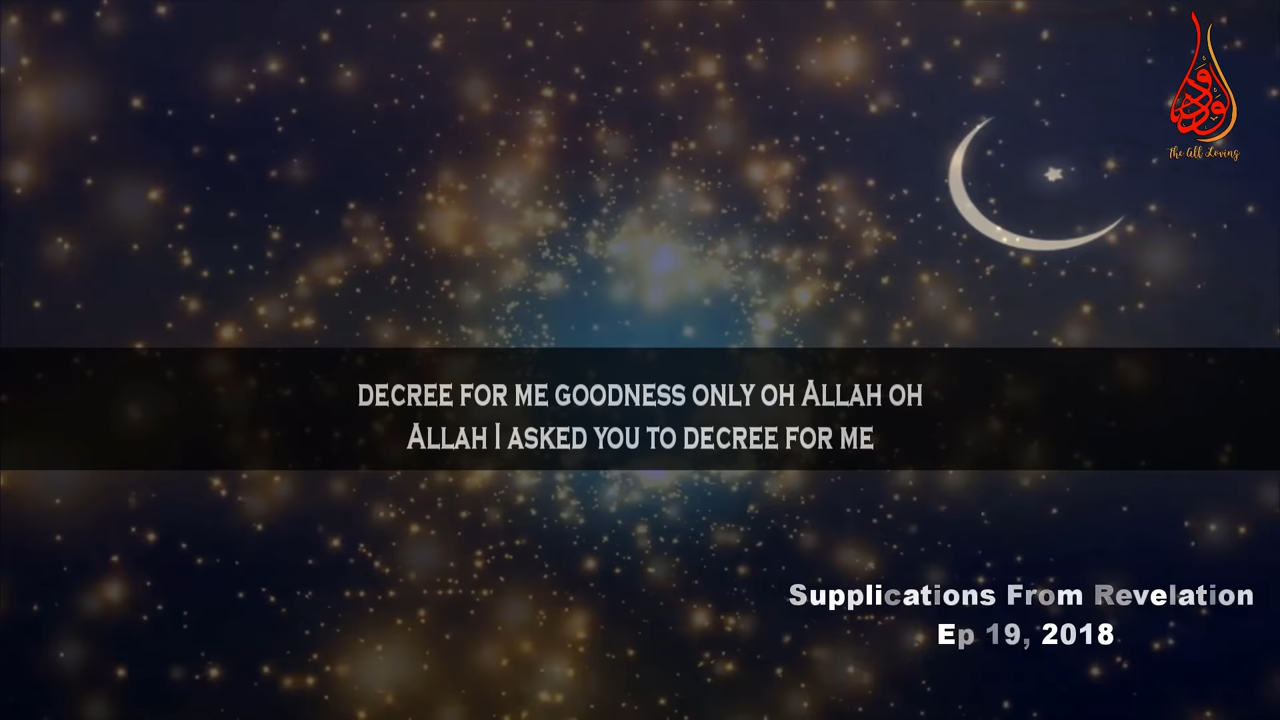 الودود
The All Loving
DECREE FOR ME GOODNESS ONLY OH ALLAH OH
ALLAH I ASKED YOU TO DECREE FOR ME
Supplications From Revelation
Ep 19, 2018